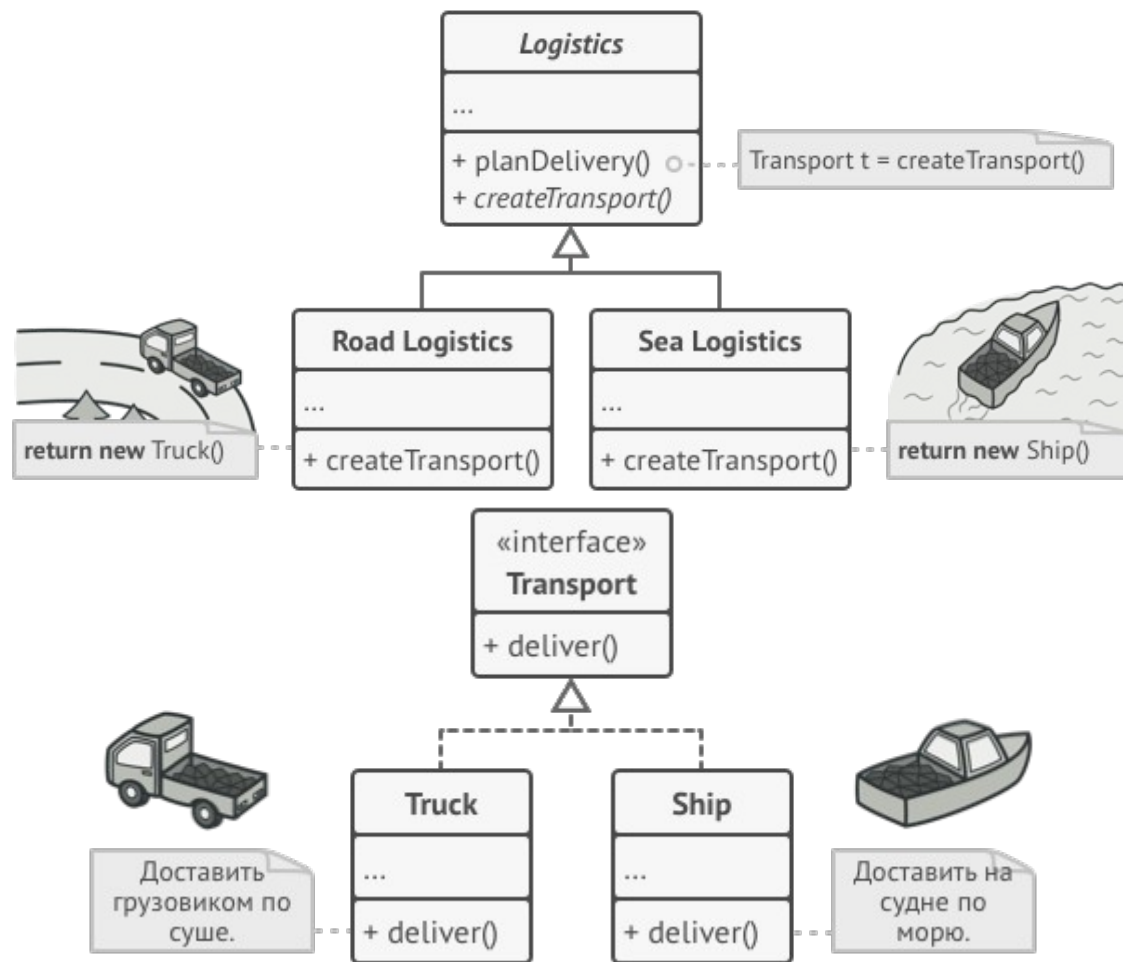 Logistics
...
+ planDelivery()
+ createTransport()
Transport t = createTransport()
Road Logistics
...
+ createTransport()
return new Truck()
Sea Logistics
...
+ createTransport()
return new Ship()
«interface»
Transport
+ deliver()
Truck
...
+ deliver()
Доставить
грузовиком по
суше.
Ship
...
+ deliver()
Доставить на
судне по
морю.